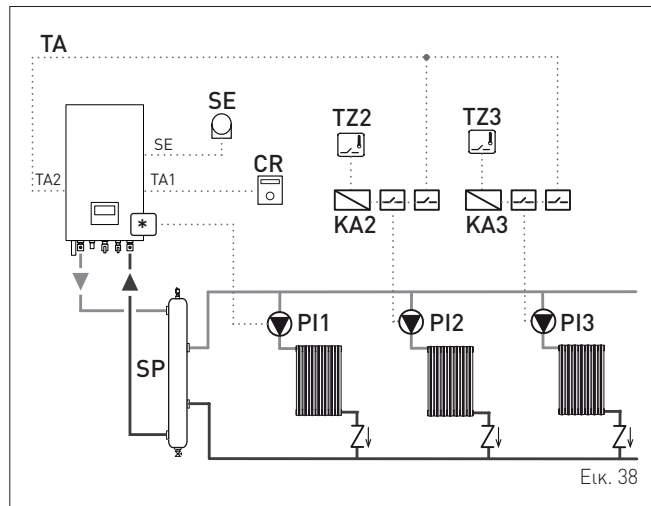 TA
SE
TZ2
TZ3
SE
CR
TA2
TA1
*
KA2
KA3
PI1
PI2
PI3
SP
Εικ. 38